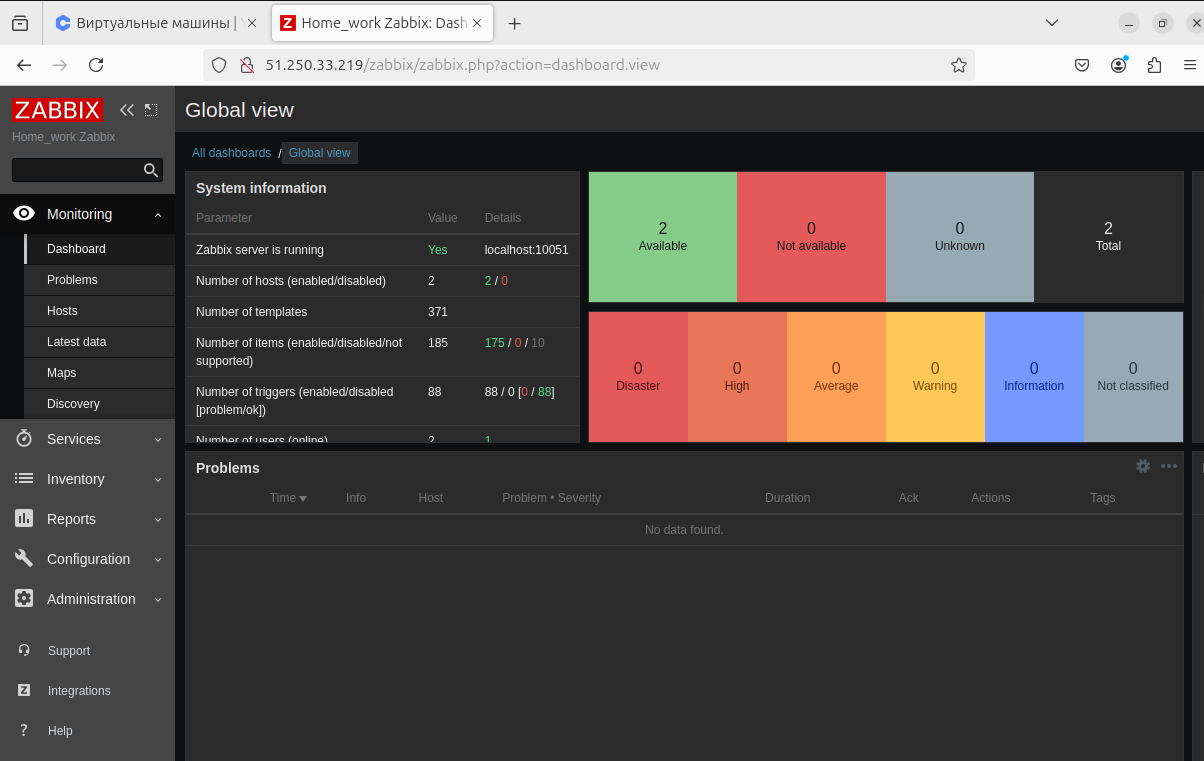 Виртуальные машины |
Z Home_work Zabbix: Dash
51.250.33.219/zabbix/zabbix.php?action=dashboard.view
ZABBIX
Home_work Zabbix
Monitoring
Dashboard
Problems
Hosts
Latest data
Maps
Discovery
Services
Inventory
Reports
Configuration
Administration
Support
Z Integrations
? Help
Global view
All dashboards / Global view
System information
Parameter Value Details
Zabbix server is running Yes localhost:10051
Number of hosts (enabled/disabled) 2 2 / 0
Number of templates 371
Number of items (enabled/disabled/not supported) 185 175 / 0 / 10
Number of triggers (enabled/disabled [problem/ok]) 88 88 / 0 [0 / 88]
Number of users (online) 2 1
2 0 0 2
Available Not available Unknown Total
0 0 0 0 0 0
Disaster High Average Warning Information Not classified
Problems
Time Info Host Problem • Severity Duration Ack Actions Tags
No data found.